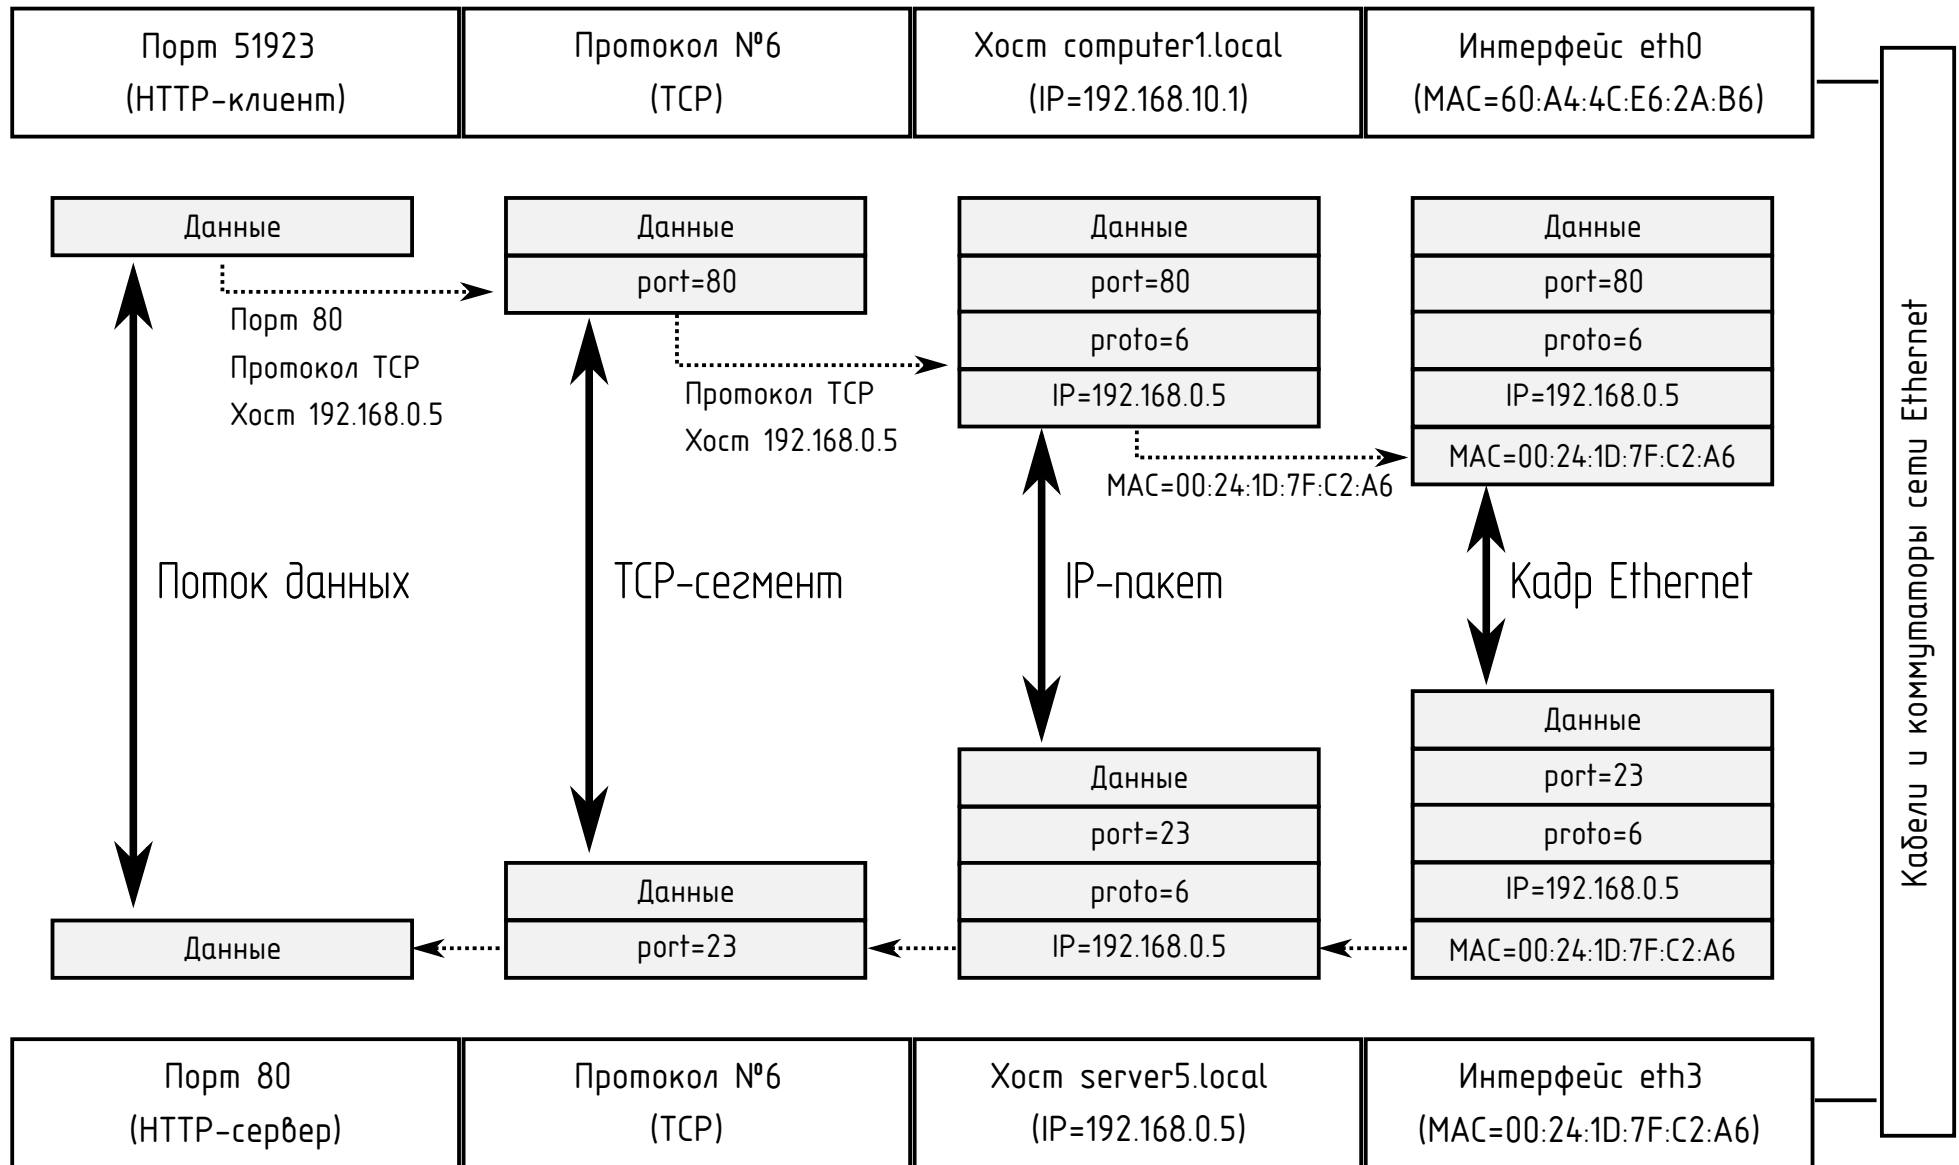 Порт 51923
(HTTP-клиент)
Протокол №6
(TCP)
Хост computer1.local
(IP=192.168.10.1)
Интерфейс eth0
(MAC=60:A4:4C:E6:2A:B6)
Данные
Порт 80
Протокол TCP
Хост 192.168.0.5
Данные
port=80
Протокол TCP
Хост 192.168.0.5
Данные
port=80
proto=6
IP=192.168.0.5
MAC=00:24:1D:7F:C2:A6
Данные
port=80
proto=6
IP=192.168.0.5
MAC=00:24:1D:7F:C2:A6
Поток данных
TCP-сегмент
IP-пакет
Кадр Ethernet
Данные
Данные
port=23
Данные
port=23
proto=6
IP=192.168.0.5
Данные
port=23
proto=6
IP=192.168.0.5
MAC=00:24:1D:7F:C2:A6
Порт 80
(HTTP-сервер)
Протокол №6
(TCP)
Хост server5.local
(IP=192.168.0.5)
Интерфейс eth3
(MAC=00:24:1D:7F:C2:A6)
Кабели и коммутаторы сети Ethernet